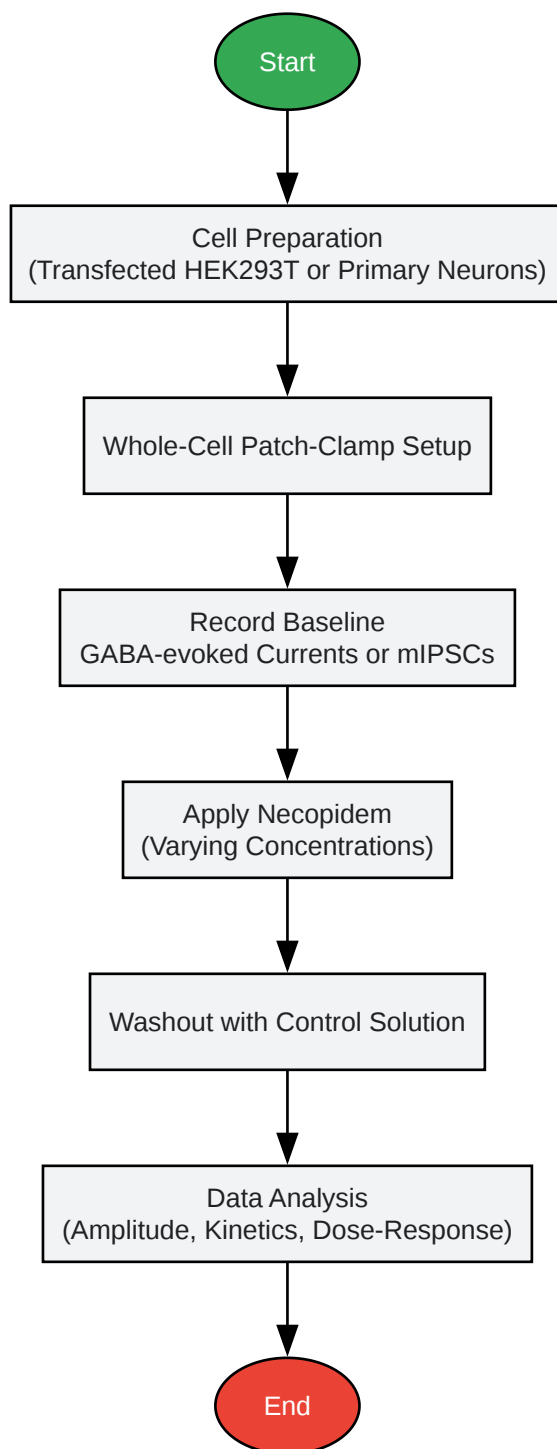 Start
Cell Preparation
(Transfected HEK293T or Primary Neurons)
Whole-Cell Patch-Clamp Setup
Record Baseline
GABA-evoked Currents or mIPSCs
Apply Necopidem
(Varying Concentrations)
Washout with Control Solution
Data Analysis
(Amplitude, Kinetics, Dose-Response)
End